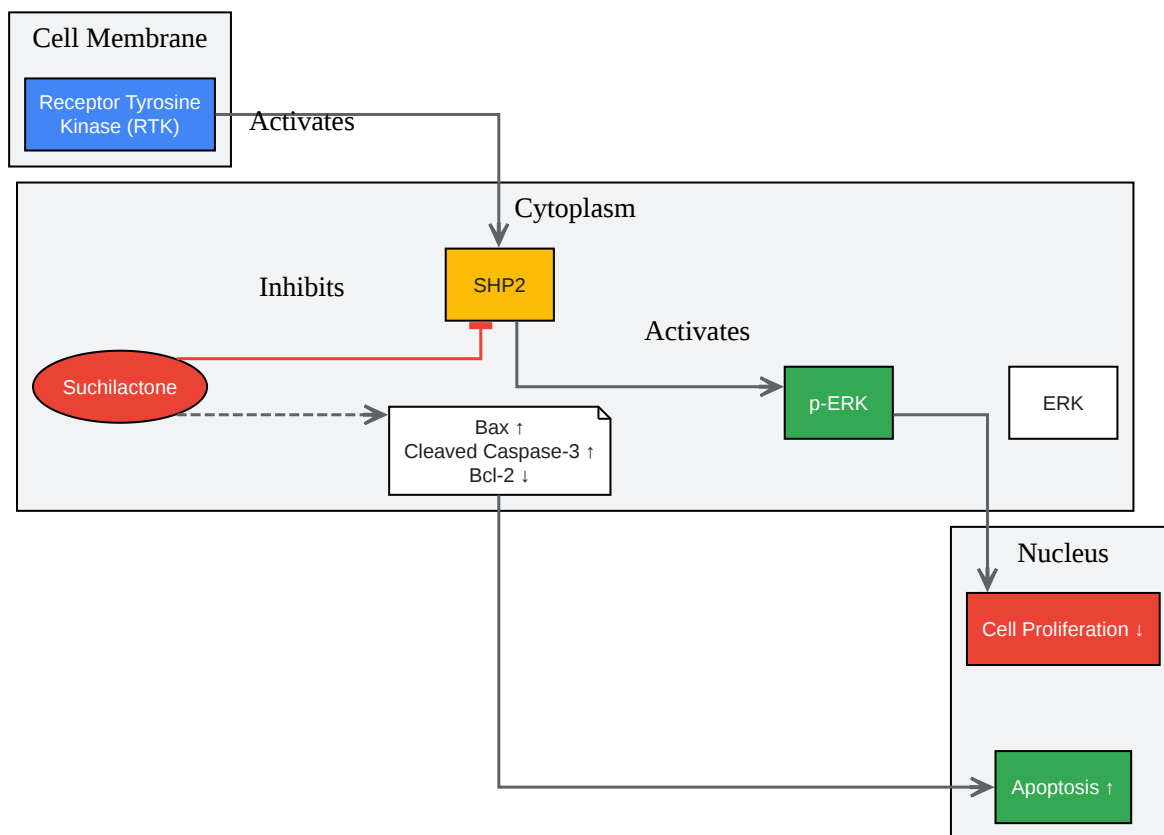 Cell Membrane
Receptor Tyrosine
Kinase (RTK)
Activates
Cytoplasm
SHP2
Inhibits
Activates
Suchilactone
p-ERK
ERK
Bax ↑
Cleaved Caspase-3 ↑
Bcl-2 ↓
Nucleus
Cell Proliferation ↓
Apoptosis ↑